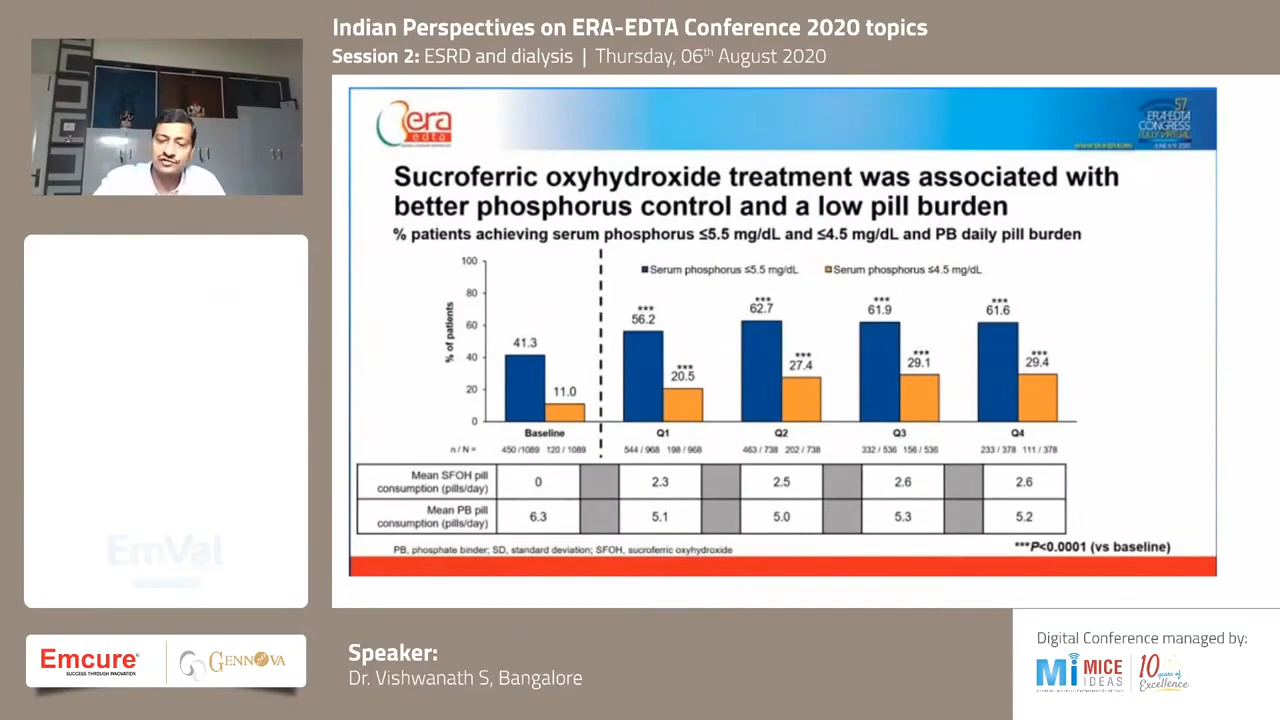 Indian Perspectives on ERA-EDTA Conference 2020 topics
Session 2: ESRD and dialysis | Thursday, 06th August 2020
era
edta
57
ERA-EDTA
CONGRESS
FULLY VIRTUAL
Sucroferric oxyhydroxide treatment was associated with
better phosphorus control and a low pill burden
% patients achieving serum phosphorus ≤5.5 mg/dL and ≤4.5 mg/dL and PB daily pill burden
Serum phosphorus ≤5.5 mg/dL Serum phosphorus ≤4.5 mg/dL
% of patients
100
80
60
40
20
0
41.3 11.0
*** 56.2 *** 20.5
*** 62.7 *** 27.4
*** 61.9 *** 29.1
*** 61.6 *** 29.4
Baseline Q1 Q2 Q3 Q4
n / N = 450 /1089 120 / 1089 544 / 968 198 / 968 463 / 738 202 / 738 332 / 536 156 / 536 233 / 378 111 / 378
Mean SFOH pill
consumption (pills/day) 0 2.3 2.5 2.6 2.6
Mean PB pill
consumption (pills/day) 6.3 5.1 5.0 5.3 5.2
PB, phosphate binder; SD, standard deviation; SFOH, sucroferric oxyhydroxide
***P<0.0001 (vs baseline)
EmVal
Emcure®
SUCCESS THROUGH INNOVATION
GENNOVA
Speaker:
Dr. Vishwanath S, Bangalore
Digital Conference managed by:
Mi MICE
IDEAS
10 years of
Excellence